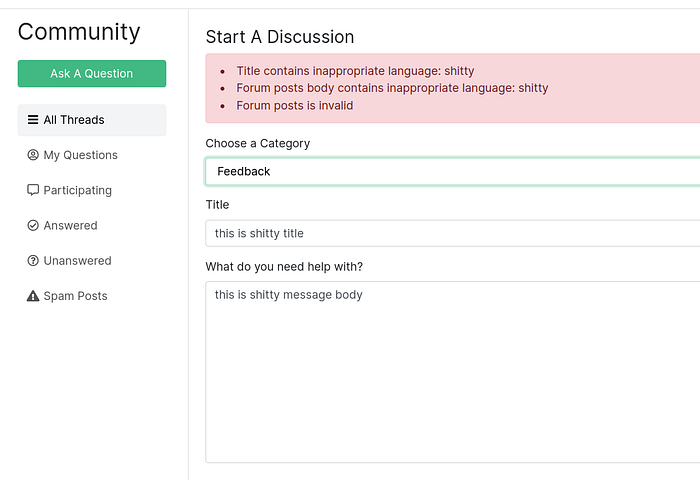 Community
Ask A Question
All Threads
My Questions
Participating
Answered
Unanswered
Spam Posts
Start A Discussion
Title contains inappropriate language: shitty
Forum posts body contains inappropriate language: shitty
Forum posts is invalid
Choose a Category
Feedback
Title
this is shitty title
What do you need help with?
this is shitty message body